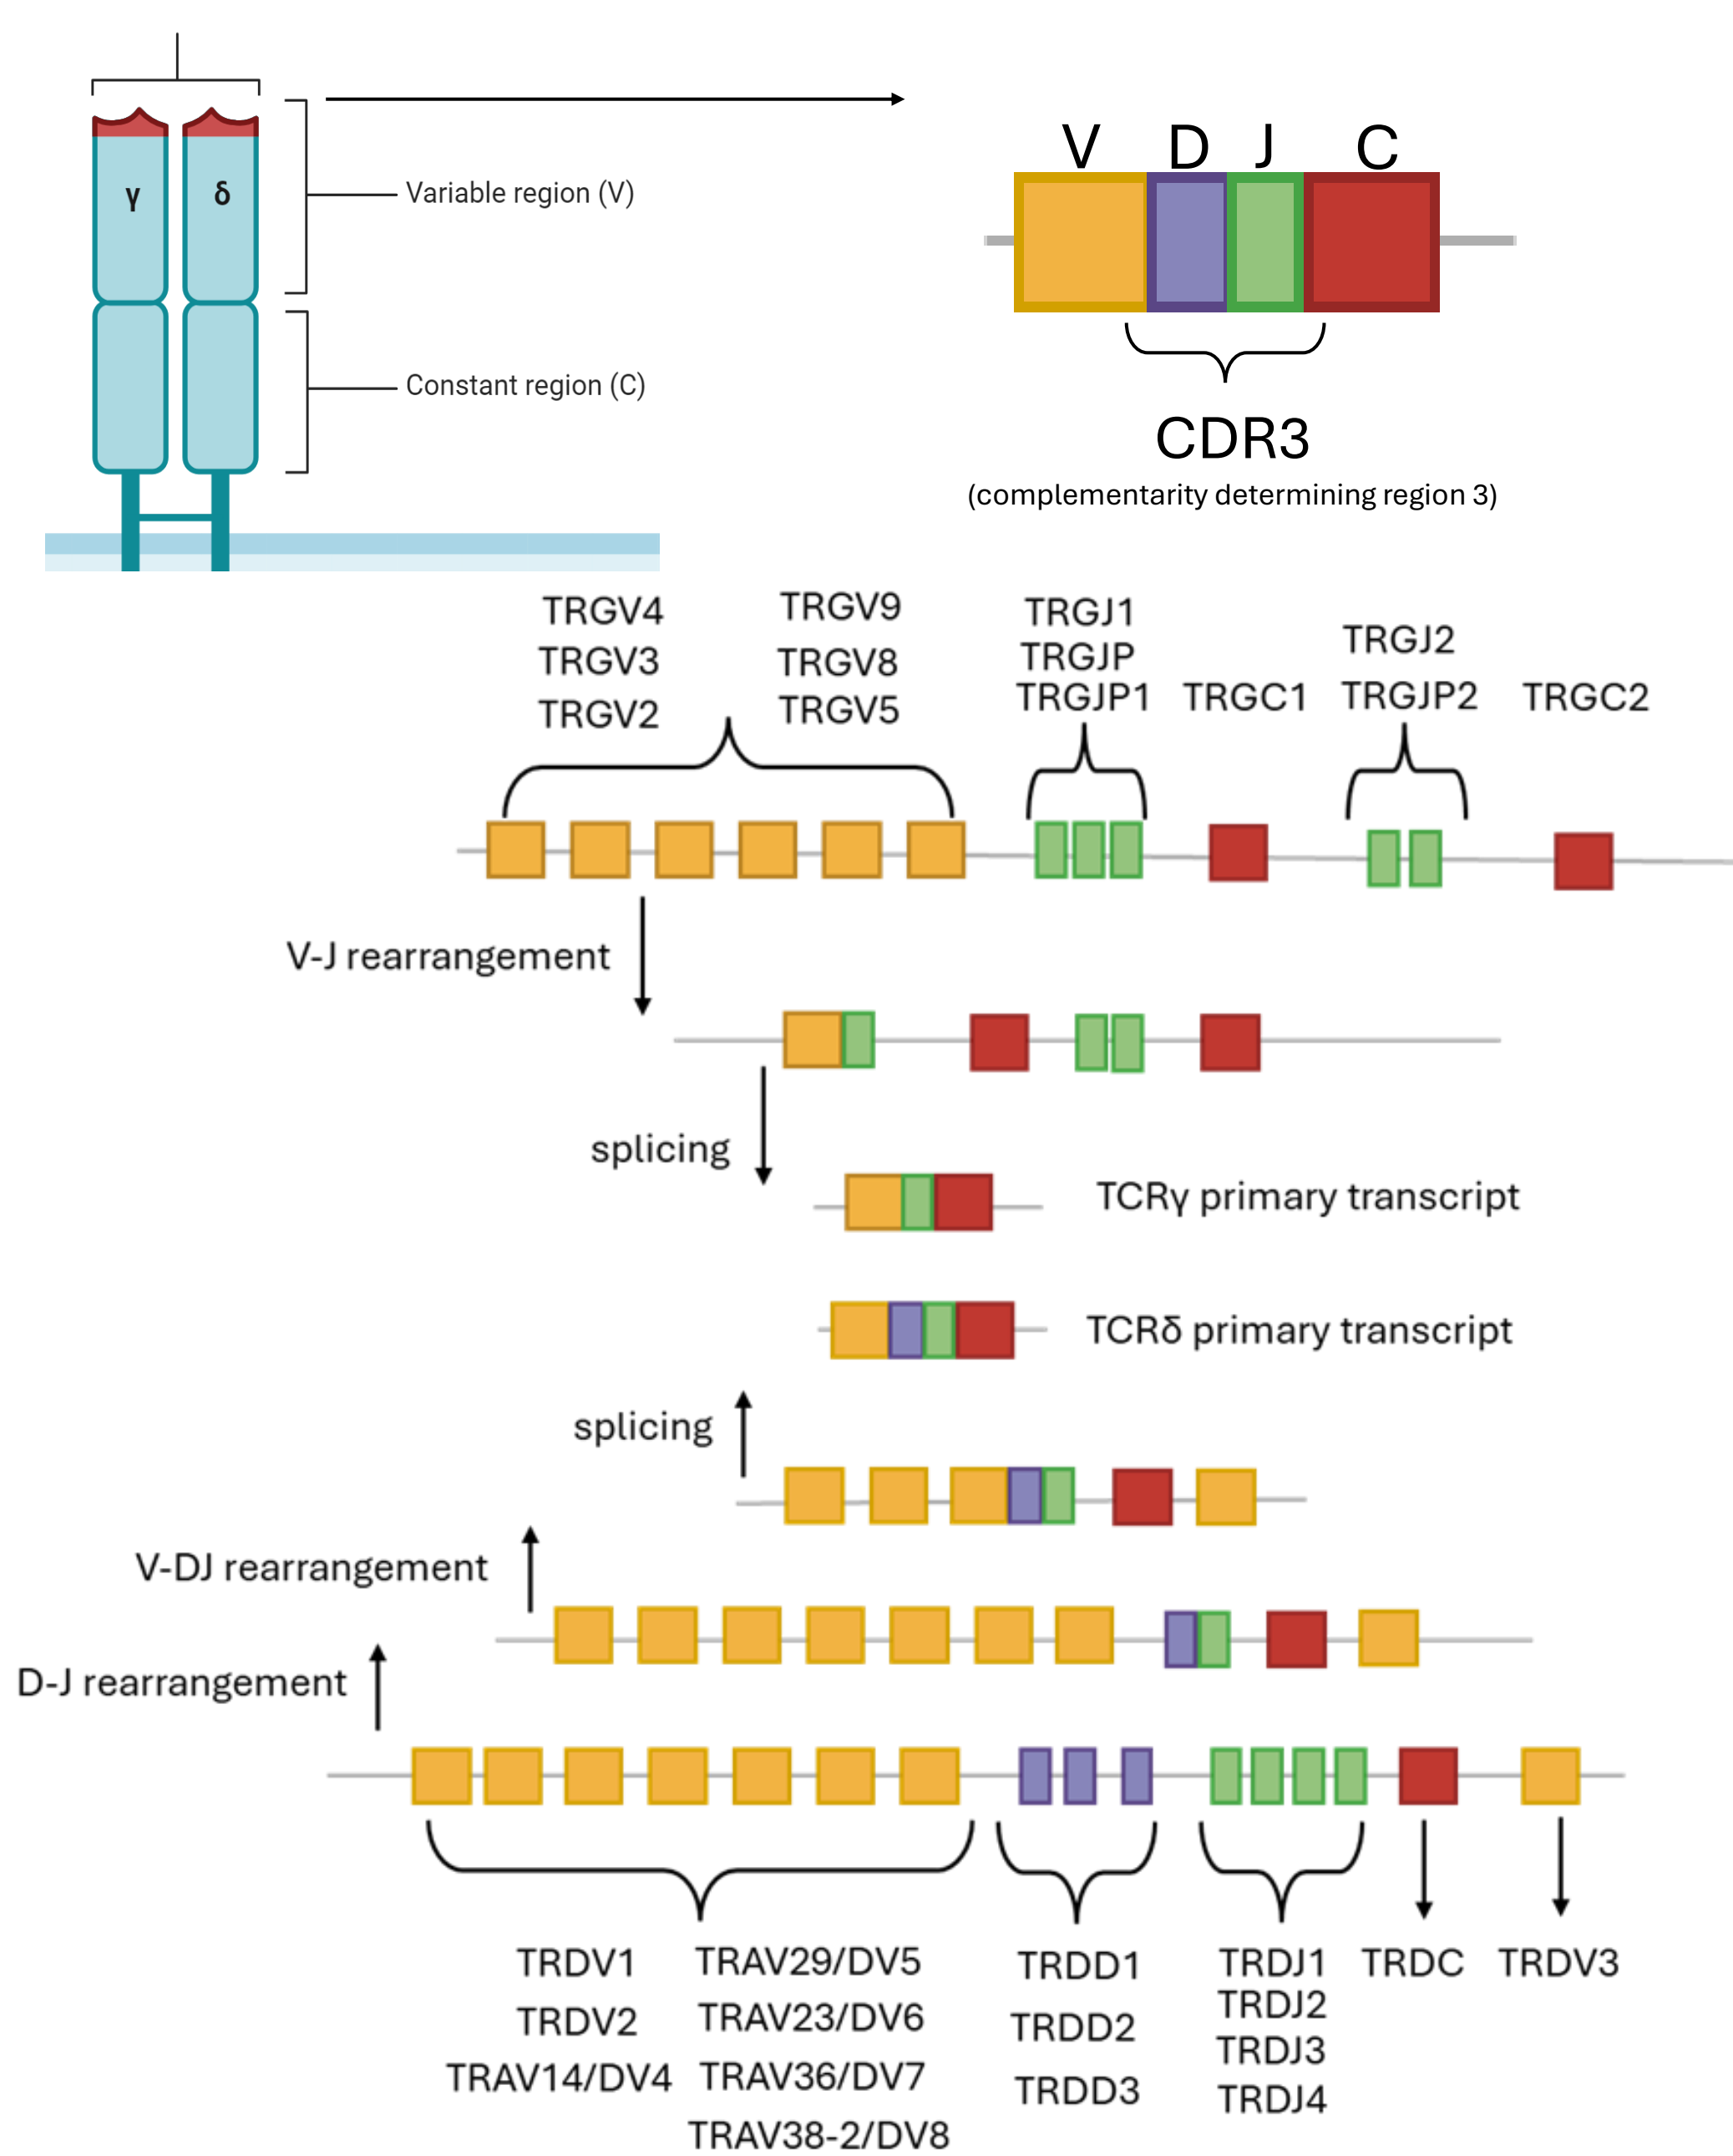 γ δ
Variable region (V)
Constant region (C)
V D J C
CDR3
(complementarity determining region 3)
TRGV4 TRGV9
TRGV3 TRGV8
TRGV2 TRGV5
TRGJ1
TRGJP
TRGJP1
TRGC1
TRGJ2
TRGJP2
TRGC2
V-J rearrangement
splicing
TCRγ primary transcript
TCRδ primary transcript
splicing
V-DJ rearrangement
D-J rearrangement
TRDV1 TRAV29/DV5
TRDV2 TRAV23/DV6
TRAV14/DV4 TRAV36/DV7
TRAV38-2/DV8
TRDD1
TRDD2
TRDD3
TRDJ1
TRDJ2
TRDJ3
TRDJ4
TRDC
TRDV3